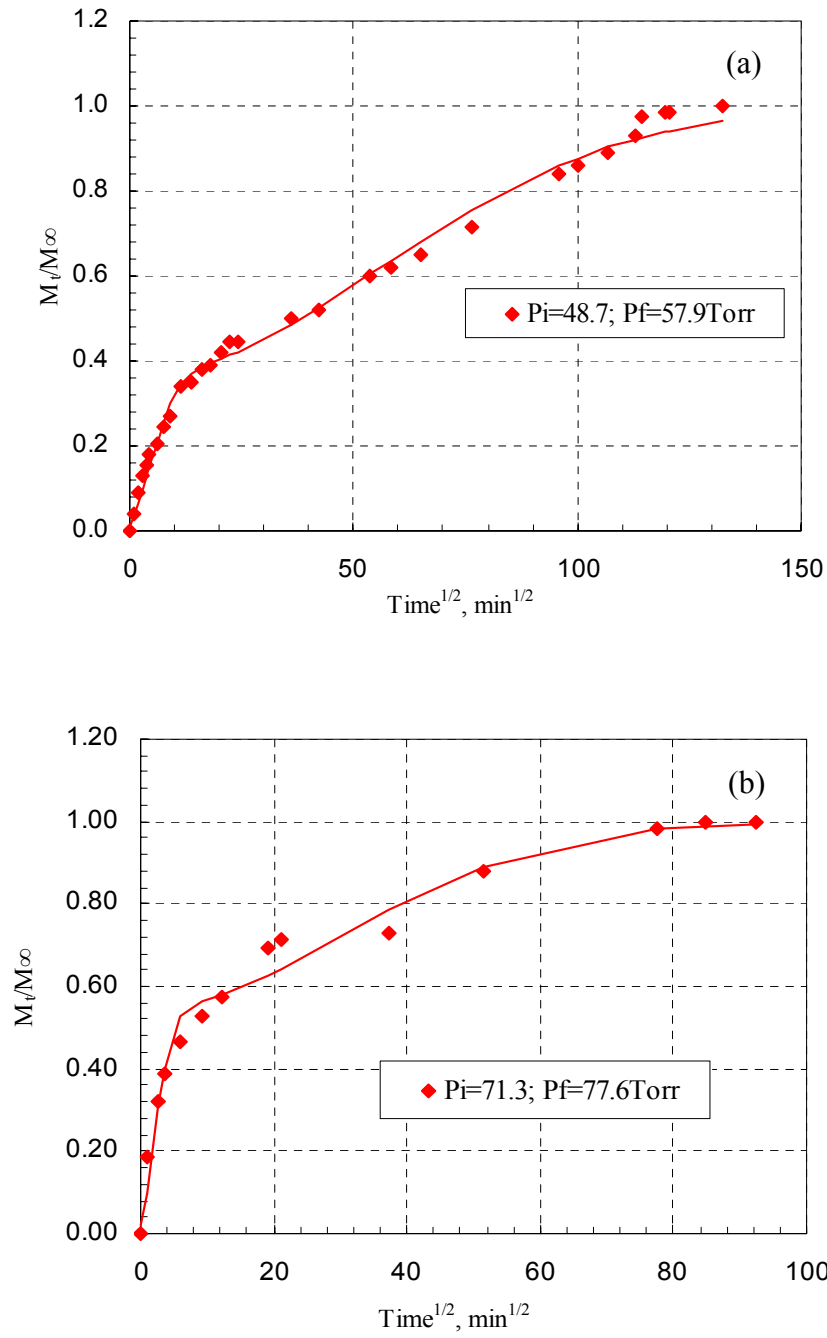 1.2
(a)
1.0
0.8
Mt/M∞
0.6
Pi=48.7; Pf=57.9Torr
0.4
0.2
0.0
0 50 100 150
Time1/2, min1/2
1.20
(b)
1.00
0.80
Mt/M∞
0.60
Pi=71.3; Pf=77.6Torr
0.40
0.20
0.00
0 20 40 60 80 100
Time1/2, min1/2